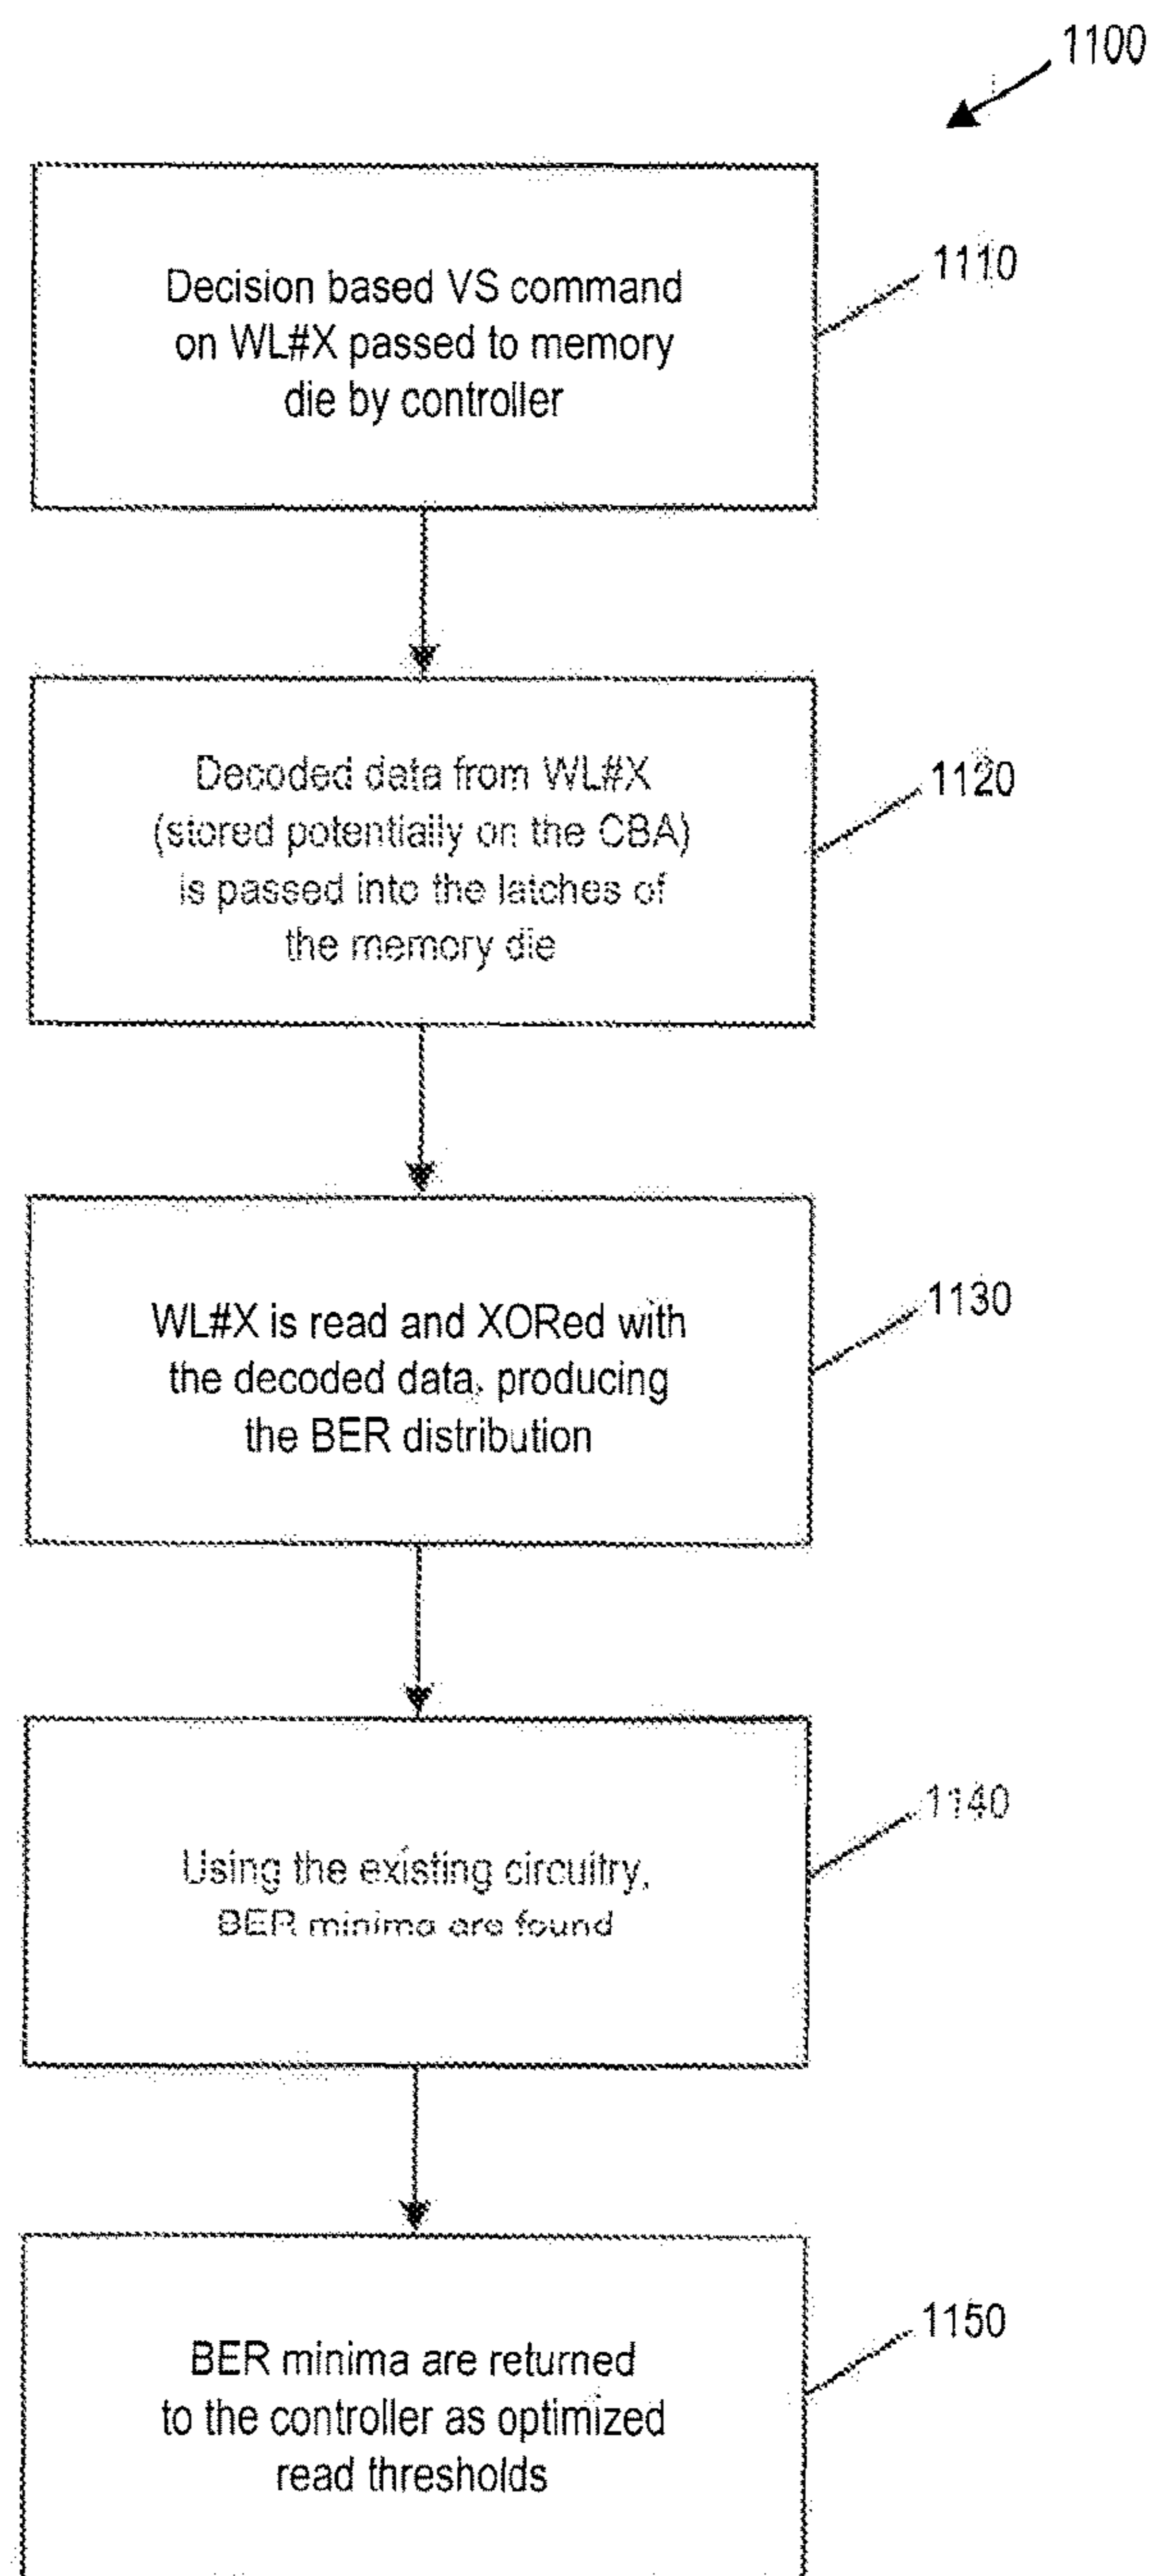 1100
Decision based VS command
on WL#X passed to memory
die by controller
1110
Decoded data from WL#X
(stored potentially on the CBA)
is passed into the latches of
the memory die
1120
WL#X is read and XORed with
the decoded data, producing
the BER distribution
1130
Using the existing circuitry,
BER minima are found
1140
BER minima are returned
to the controller as optimized
read thresholds
1150